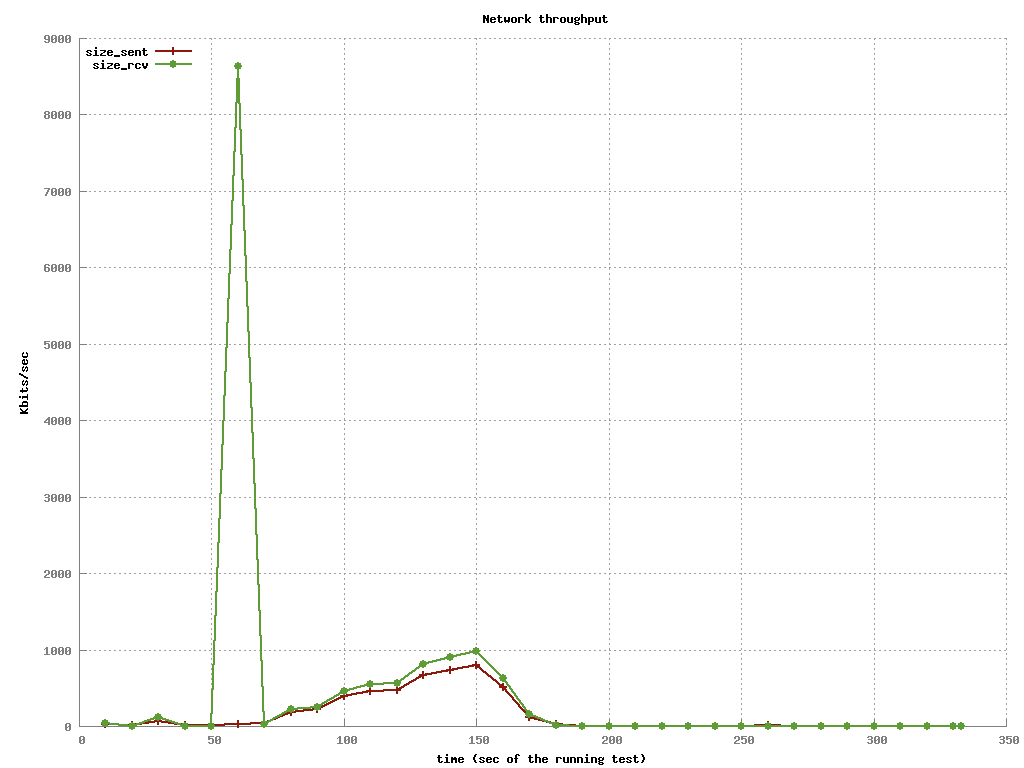 Network throughput
size_sent
size_rcv
9000
8000
7000
6000
5000
4000
3000
2000
1000
0
Kbits/sec
0 50 100 150 200 250 300 350
time (sec of the running test)